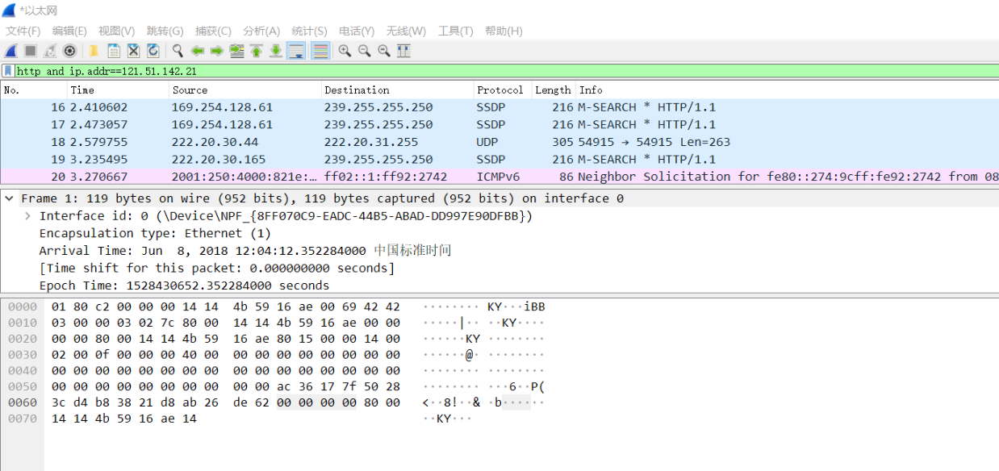 *以太网
文件(F) 编辑(E) 视图(V) 跳转(G) 捕获(C) 分析(A) 统计(S) 电话(Y) 无线(W) 工具(T) 帮助(H)
http and ip.addr==121.51.142.21
No. Time Source Destination Protocol Length Info
16 2.410602 169.254.128.61 239.255.255.250 SSDP 216 M-SEARCH * HTTP/1.1
17 2.473057 169.254.128.61 239.255.255.250 SSDP 216 M-SEARCH * HTTP/1.1
18 2.579755 222.20.30.44 222.20.31.255 UDP 305 54915 → 54915 Len=263
19 3.235495 222.20.30.165 239.255.255.250 SSDP 216 M-SEARCH * HTTP/1.1
20 3.270667 2001:250:4000:821e:… ff02::1:ff92:2742 ICMPv6 86 Neighbor Solicitation for fe80::274:9cff:fe92:2742 from 08
Frame 1: 119 bytes on wire (952 bits), 119 bytes captured (952 bits) on interface 0
Interface id: 0 (\Device\NPF_{8FF070C9-EADC-44B5-ABAD-DD997E90DFBB})
Encapsulation type: Ethernet (1)
Arrival Time: Jun  8, 2018 12:04:12.352284000 中国标准时间
[Time shift for this packet: 0.000000000 seconds]
Epoch Time: 1528430652.352284000 seconds
0000 01 80 c2 00 00 00 14 14 4b 59 16 ae 00 69 42 42 ········ KY···iBB
0010 03 00 00 03 02 7c 80 00 14 14 4b 59 16 ae 00 00 ·····|·· ··KY····
0020 00 00 80 00 14 14 4b 59 16 ae 80 15 00 00 14 00 ······KY ········
0030 02 00 0f 00 00 00 40 00 00 00 00 00 00 00 00 00 ······@· ········
0040 00 00 00 00 00 00 00 00 00 00 00 00 00 00 00 00 ········ ········
0050 00 00 00 00 00 00 00 00 00 00 ac 36 17 7f 50 28 ········ ···6··P(
0060 3c d4 b8 38 21 d8 ab 26 de 62 00 00 00 00 80 00 <··8!··& ·b······
0070 14 14 4b 59 16 ae 14 ··KY···